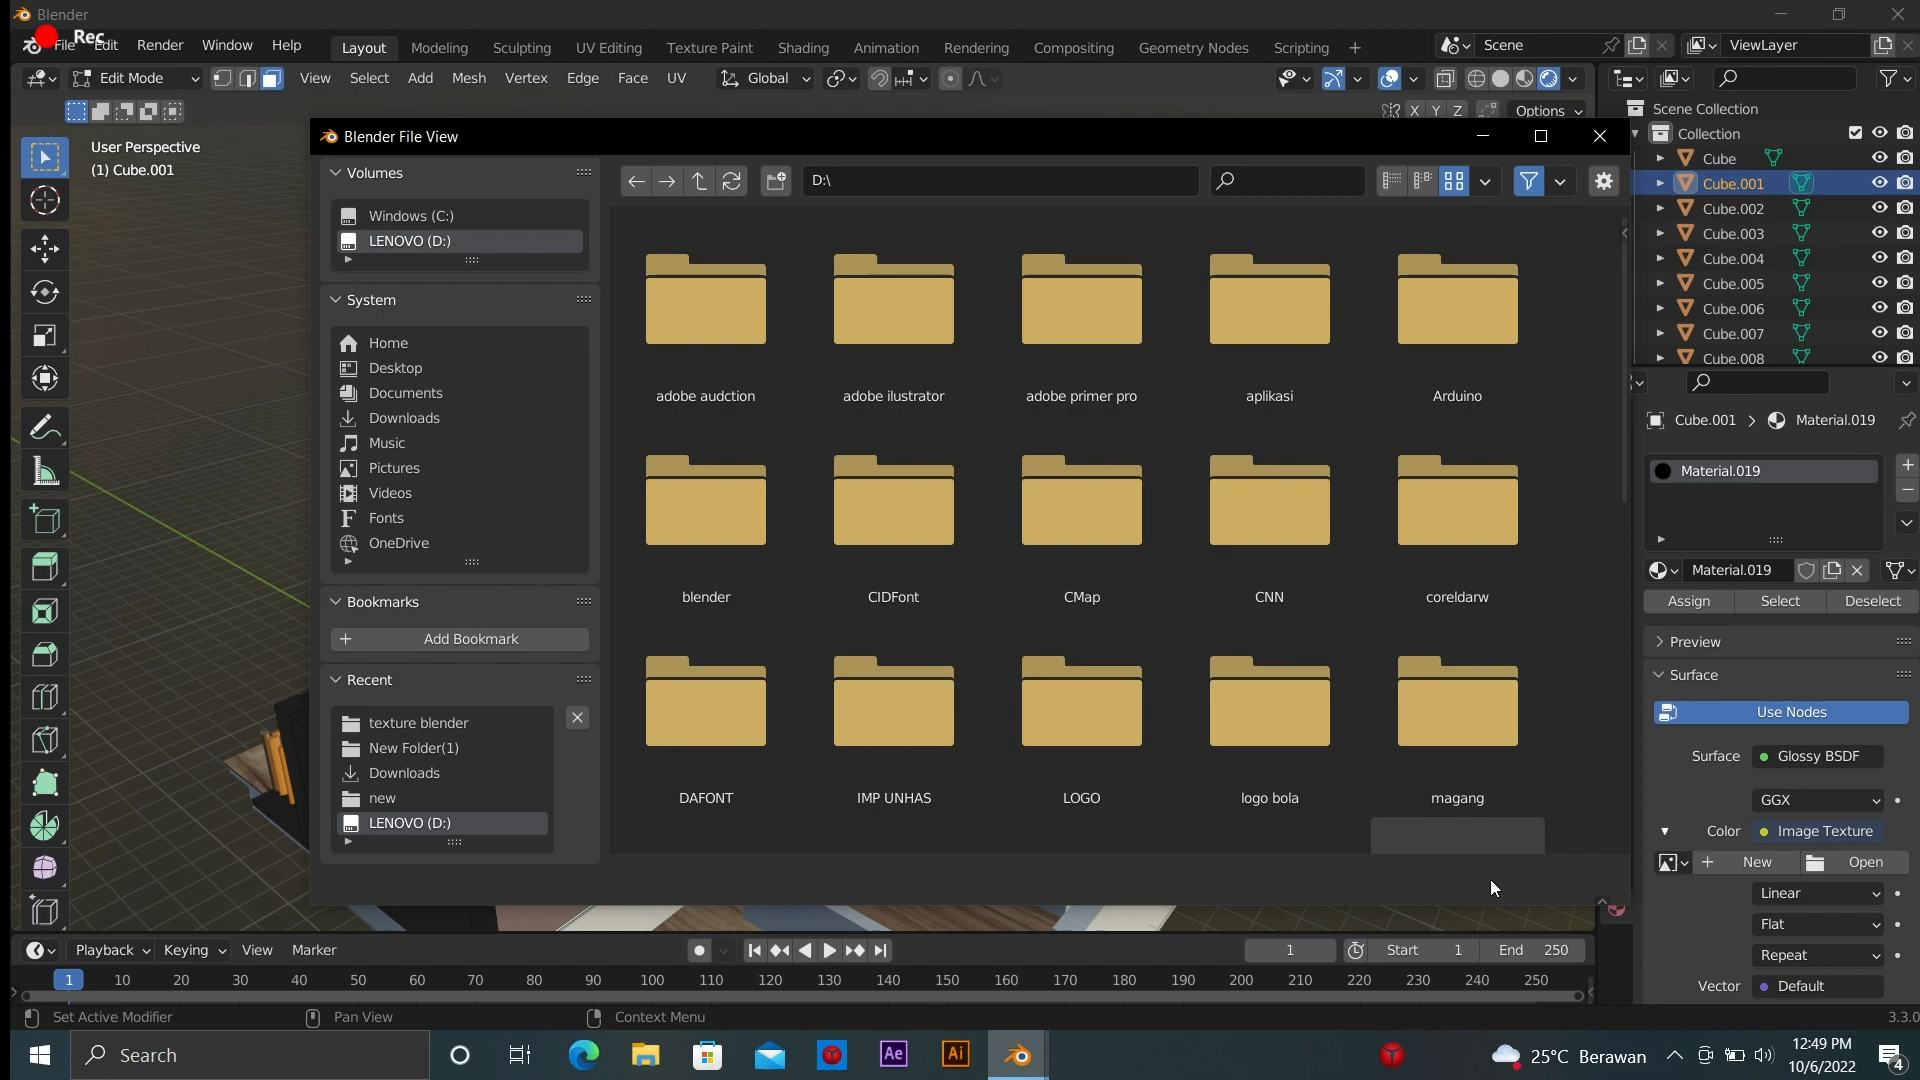 Blender
Rec
File Edit Render Window Help
Layout Modeling Sculpting UV Editing Texture Paint Shading Animation Rendering Compositing Geometry Nodes Scripting +
Scene
ViewLayer
Edit Mode
View Select Add Mesh Vertex Edge Face UV
Global
X Y Z Options
User Perspective
(1) Cube.001
Blender File View
Volumes
Windows (C:)
LENOVO (D:)
System
Home
Desktop
Documents
Downloads
Music
Pictures
Videos
Fonts
OneDrive
Bookmarks
+ Add Bookmark
Recent
texture blender
New Folder(1)
Downloads
new
LENOVO (D:)
D:\
adobe audction adobe ilustrator adobe primer pro aplikasi Arduino
blender CIDFont CMap CNN coreldarw
DAFONT IMP UNHAS LOGO logo bola magang
Scene Collection
Collection
Cube
Cube.001
Cube.002
Cube.003
Cube.004
Cube.005
Cube.006
Cube.007
Cube.008
Cube.001 > Material.019
Material.019
Material.019
Assign Select Deselect
Preview
Surface
Use Nodes
Surface Glossy BSDF
GGX
Color Image Texture
+ New Open
Linear
Flat
Repeat
Vector Default
Playback Keying View Marker
1 Start 1 End 250
1 10 20 30 40 50 60 70 80 90 100 110 120 130 140 150 160 170 180 190 200 210 220 230 240 250
Set Active Modifier Pan View Context Menu
3.3.0
Search
Ae Ai
25°C Berawan
12:49 PM
10/6/2022
4